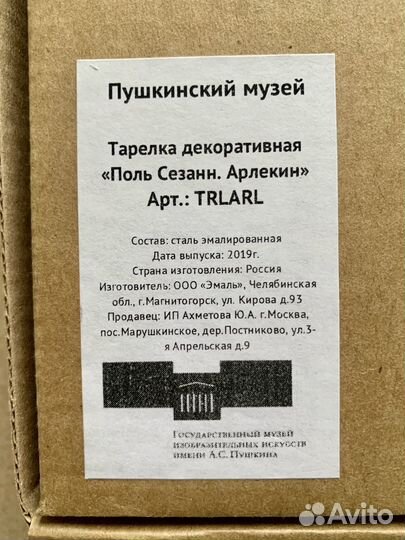 Пушкинский музей
Тарелка декоративная
«Поль Сезанн. Арлекин»
Арт.: TRLARL
Состав: сталь эмалированная
Дата выпуска: 2019г.
Страна изготовления: Россия
Изготовитель: ООО «Эмаль», Челябинская
обл., г.Магнитогорск, ул. Кирова д.93
Продавец: ИП Ахметова Ю.А. г.Москва,
пос.Марушкинское, дер.Постниково, ул.3-
я Апрельская д.9
Государственный музей
изобразительных искусств
имени А.С. Пушкина
Avito